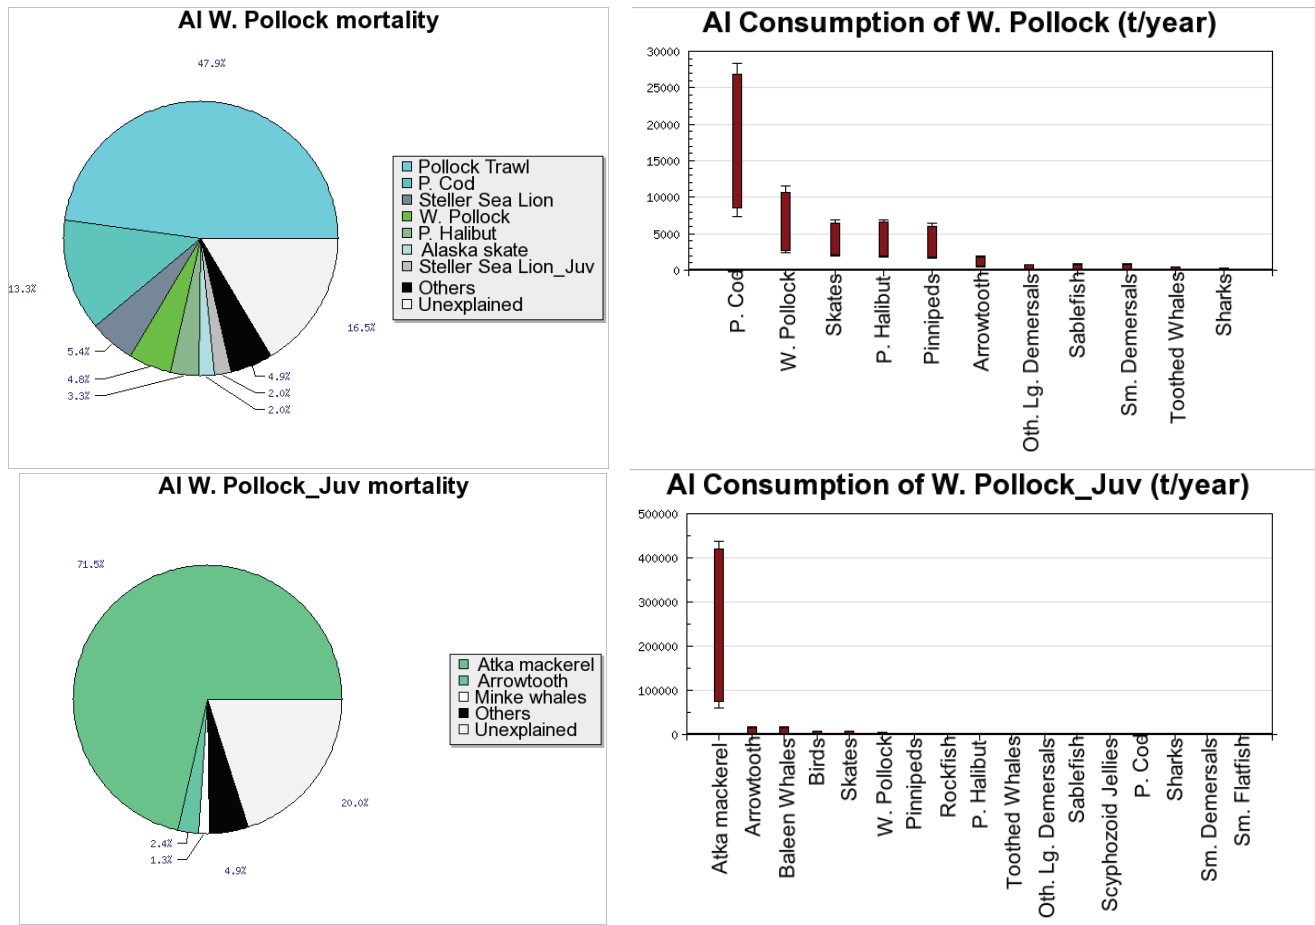 AI W. Pollock mortality
47.9%
13.3%
5.4%
4.8%
3.3%
2.0%
2.0%
4.9%
16.5%
Pollock Trawl
P. Cod
Steller Sea Lion
W. Pollock
P. Halibut
Alaska skate
Steller Sea Lion_Juv
Others
Unexplained
AI Consumption of W. Pollock (t/year)
30000
25000
20000
15000
10000
5000
0
P. Coe
W. Pollock
Skates
P. Halibut
Pinnipeds
Arrowtooth
Oth. Lg. Demersals
Sablefish
Sm. Demersals
Toothed Whales
Sharks
AI W. Pollock_Juv mortality
71.5%
2.4%
1.3%
4.9%
20.0%
Atka mackerel
Arrowtooth
Minke whales
Others
Unexplained
AI Consumption of W. Pollock_Juv (t/year)
500000
400000
300000
200000
100000
0
Atka mackerel
Arrowtooth
Baleen Whales
Birds
Skates
W. Pollock
Pinnipeds
Rockfish
P. Halibut
Toothed Whales
Oth. Lg. Demersals
Sablefish
Scyphozoid Jellies
P. Coe
Sharks
Sm. Demersals
Sm. Flatfish